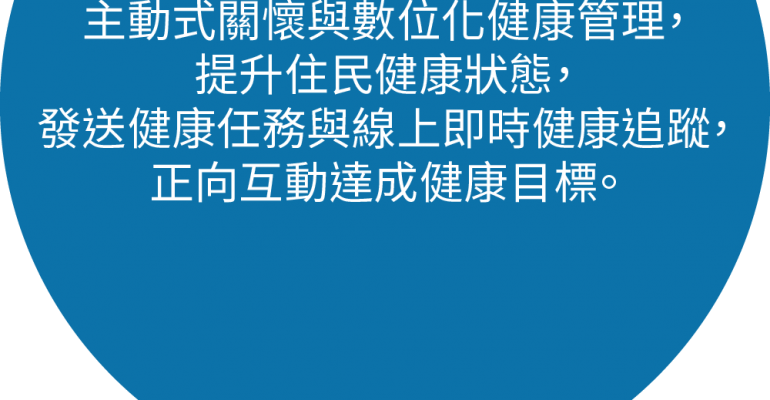 主動式關懷與數位化健康管理，
提升住民健康狀態，
發送健康任務與線上即時健康追蹤，
正向互動達成健康目標。